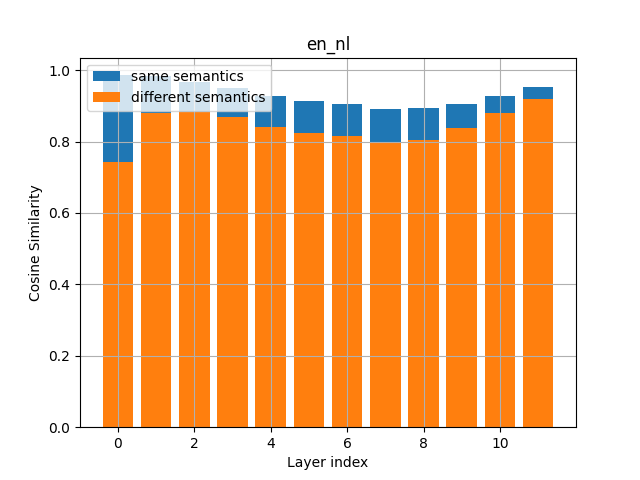 en_nl
same semantics
different semantics
Cosine Similarity
1.0
0.8
0.6
0.4
0.2
0.0
0 2 4 6 8 10
Layer index